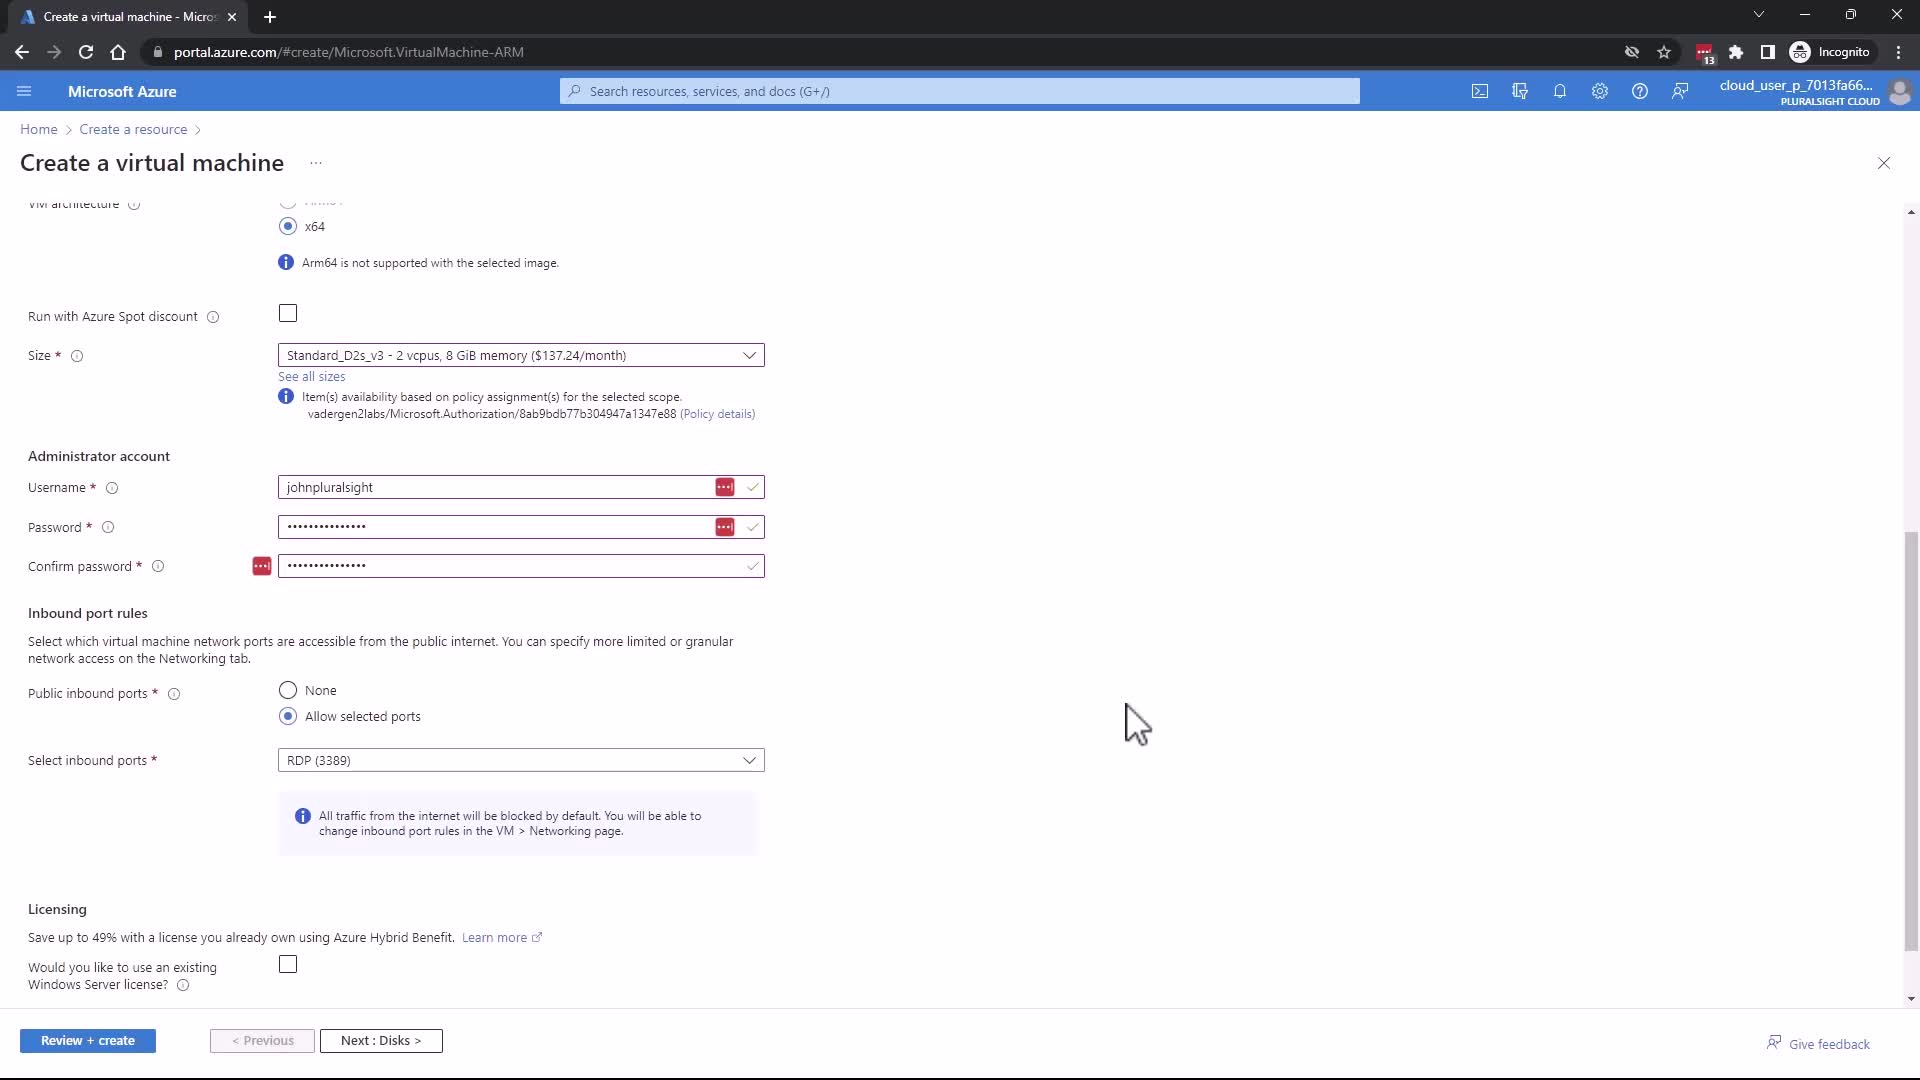 Create a virtual machine - Micros
portal.azure.com/#create/Microsoft.VirtualMachine-ARM
13
Incognito
Microsoft Azure
Search resources, services, and docs (G+/)
cloud_user_p_7013fa66...
PLURALSIGHT CLOUD
Home > Create a resource >
Create a virtual machine ...
VM architecture
x64
Arm64 is not supported with the selected image.
Run with Azure Spot discount
Size *
Standard_D2s_v3 - 2 vcpus, 8 GiB memory ($137.24/month)
See all sizes
Item(s) availability based on policy assignment(s) for the selected scope.
vadergen2labs/Microsoft.Authorization/8ab9bdb77b304947a1347e88 (Policy details)
Administrator account
Username *
johnpluralsight
Password *
•••••••••••••••
Confirm password *
•••••••••••••••
Inbound port rules
Select which virtual machine network ports are accessible from the public internet. You can specify more limited or granular
network access on the Networking tab.
Public inbound ports *
None
Allow selected ports
Select inbound ports *
RDP (3389)
All traffic from the internet will be blocked by default. You will be able to
change inbound port rules in the VM > Networking page.
Licensing
Save up to 49% with a license you already own using Azure Hybrid Benefit. Learn more
Would you like to use an existing
Windows Server license?
Review + create
< Previous
Next : Disks >
Give feedback